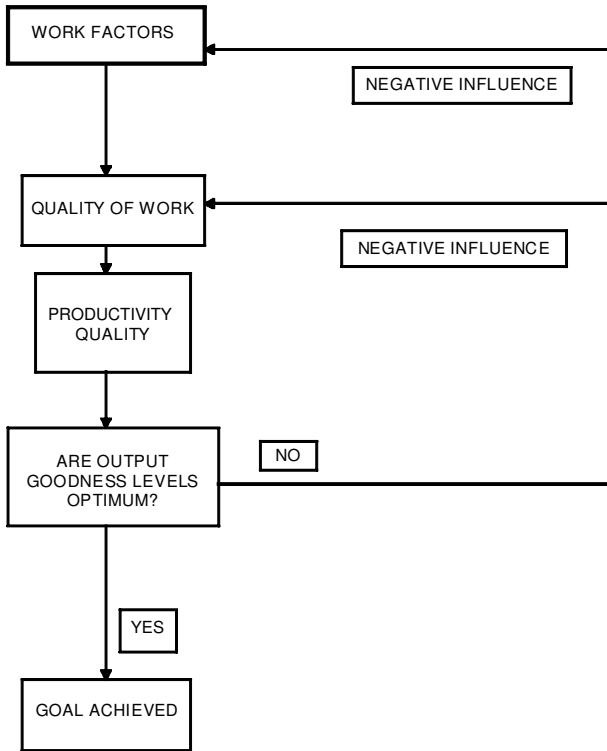 WORK FACTORS
NEGATIVE INFLUENCE
QUALITY OF WORK
NEGATIVE INFLUENCE
PRODUCTIVITY
QUALITY
ARE OUTPUT
GOODNESS LEVELS
OPTIMUM?
NO
YES
GOAL ACHIEVED